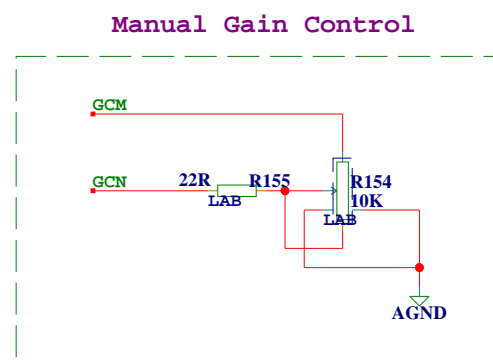 Manual Gain Control
GCM
GCN
22R
R155
LAB
R154
10K
LAB
AGND